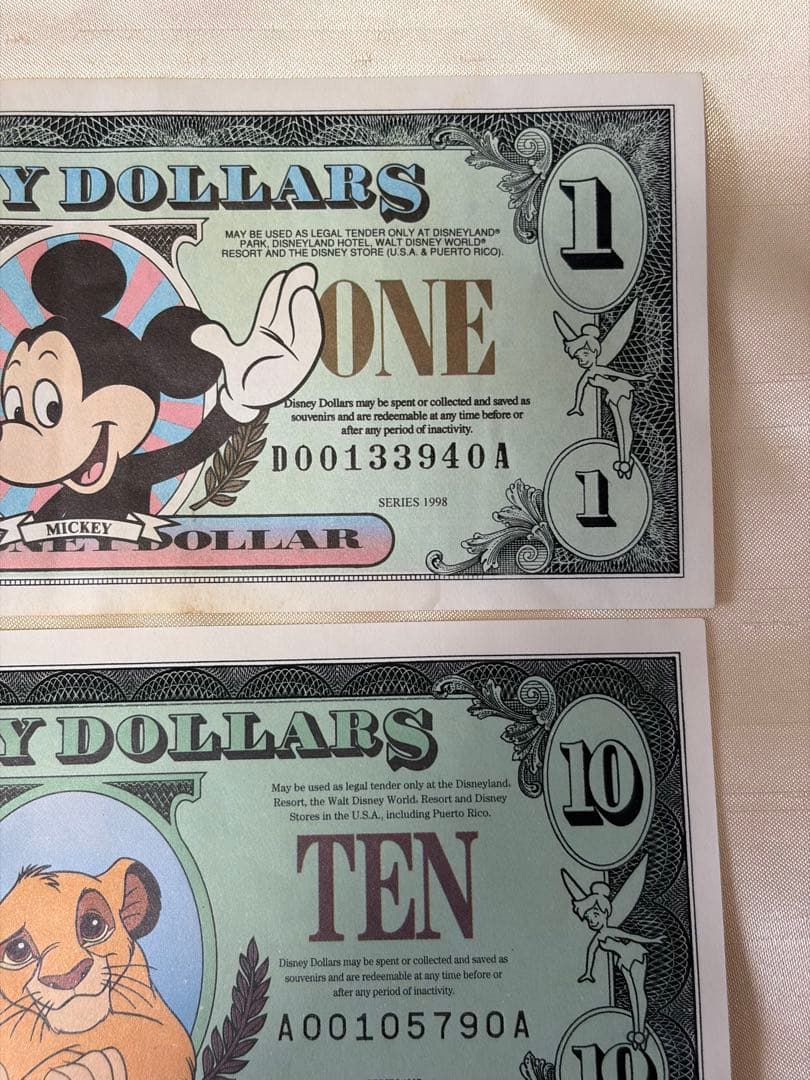 Y DOLLARS
1
MAY BE USED AS LEGAL TENDER ONLY AT DISNEYLAND®
PARK, DISNEYLAND HOTEL, WALT DISNEY WORLD®
RESORT AND THE DISNEY STORE (U.S.A. & PUERTO RICO).
ONE
Disney Dollars may be spent or collected and saved as
souvenirs and are redeemable at any time before or
after any period of inactivity.
D00133940A
1
SERIES 1998
MICKEY
NEY DOLLAR
Y DOLLARS
10
May be used as legal tender only at the Disneyland®
Resort, the Walt Disney World® Resort and Disney
Stores in the U.S.A., including Puerto Rico.
TEN
Disney Dollars may be spent or collected and saved as
souvenirs and are redeemable at any time before or
after any period of inactivity.
A00105790A
10